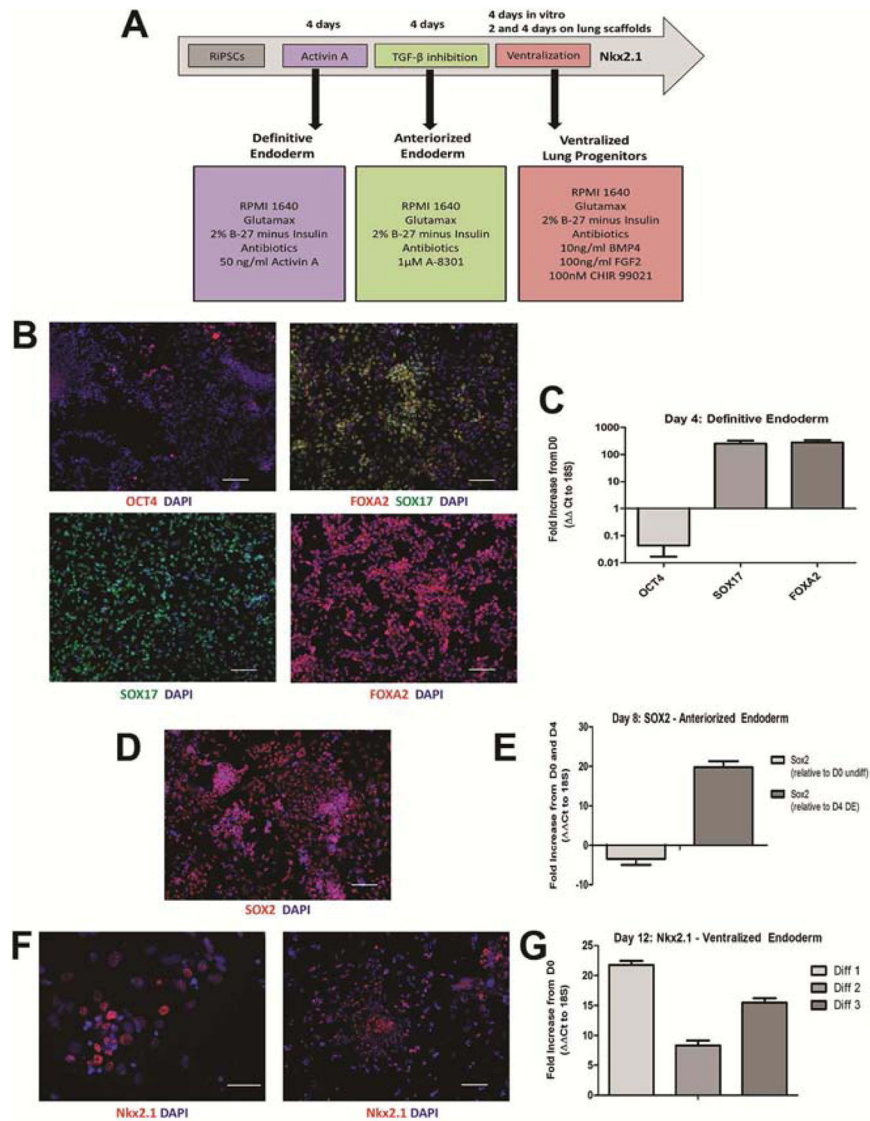 A
4 days
4 days
4 days in vitro
2 and 4 days on lung scaffolds
RiPSCs
Activin A
TGF-β inhibition
Ventralization
Nkx2.1
Definitive
Endoderm
Anteriorized
Endoderm
Ventralized
Lung Progenitors
RPMI 1640
Glutamax
2% B-27 minus Insulin
Antibiotics
50 ng/ml Activin A
RPMI 1640
Glutamax
2% B-27 minus Insulin
Antibiotics
1µM A-8301
RPMI 1640
Glutamax
2% B-27 minus Insulin
Antibiotics
10ng/ml BMP4
100ng/ml FGF2
100nM CHIR 99021
B
OCT4 DAPI
FOXA2 SOX17
SOX17 DAPI
FOXA2 DAPI
C
Day 4: Definitive Endoderm
Fold Increase from D0
(ΔΔ Ct to 18S)
1000
100
10
1
0.1
0.01
OCT4
SOX17
FOXA2
D
SOX2 DAPI
E
Day 8: SOX2 - Anteriorized Endoderm
Fold Increase from D0 and D4
(ΔΔCt to 18S)
30
20
10
0
-10
Sox2
(relative to D0 undiff)
Sox2
(relative to D4 DE)
F
Nkx2.1 DAPI
Nkx2.1 DAPI
G
Day 12: Nkx2.1 - Ventralized Endoderm
Fold Increase from D0
(ΔΔCt to 18S)
25
20
15
10
5
0
Diff 1
Diff 2
Diff 3